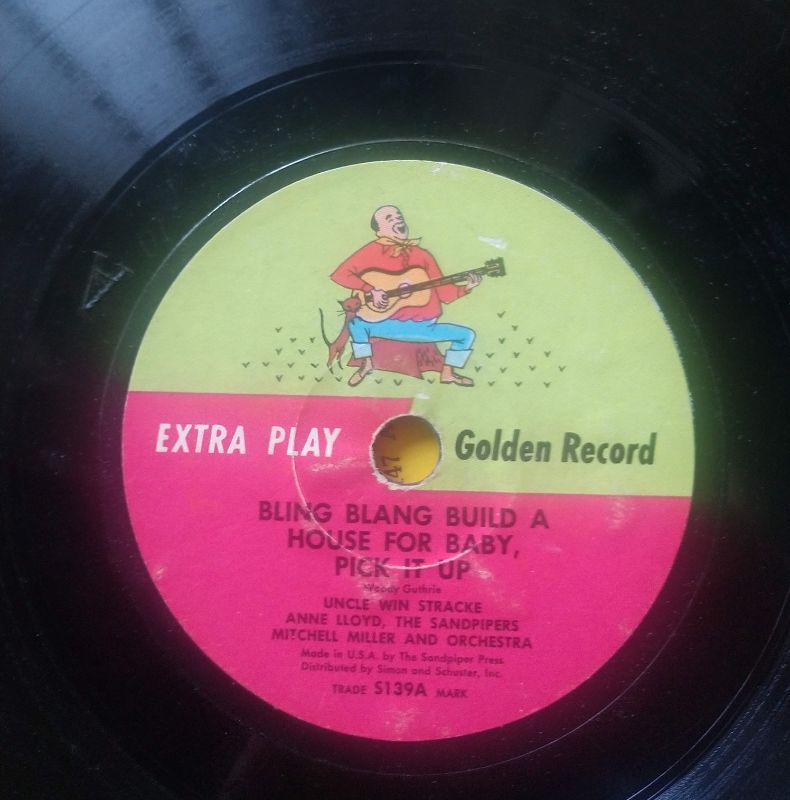 EXTRA PLAY Golden Record
BLING BLANG BUILD A
HOUSE FOR BABY,
PICK IT UP
Woody Guthrie
UNCLE WIN STRACKE
ANNE LLOYD, THE SANDPIPERS
MITCHELL MILLER AND ORCHESTRA
Made in U.S.A. by The Sandpiper Press
Distributed by Simon and Schuster, Inc.
TRADE S139A MARK